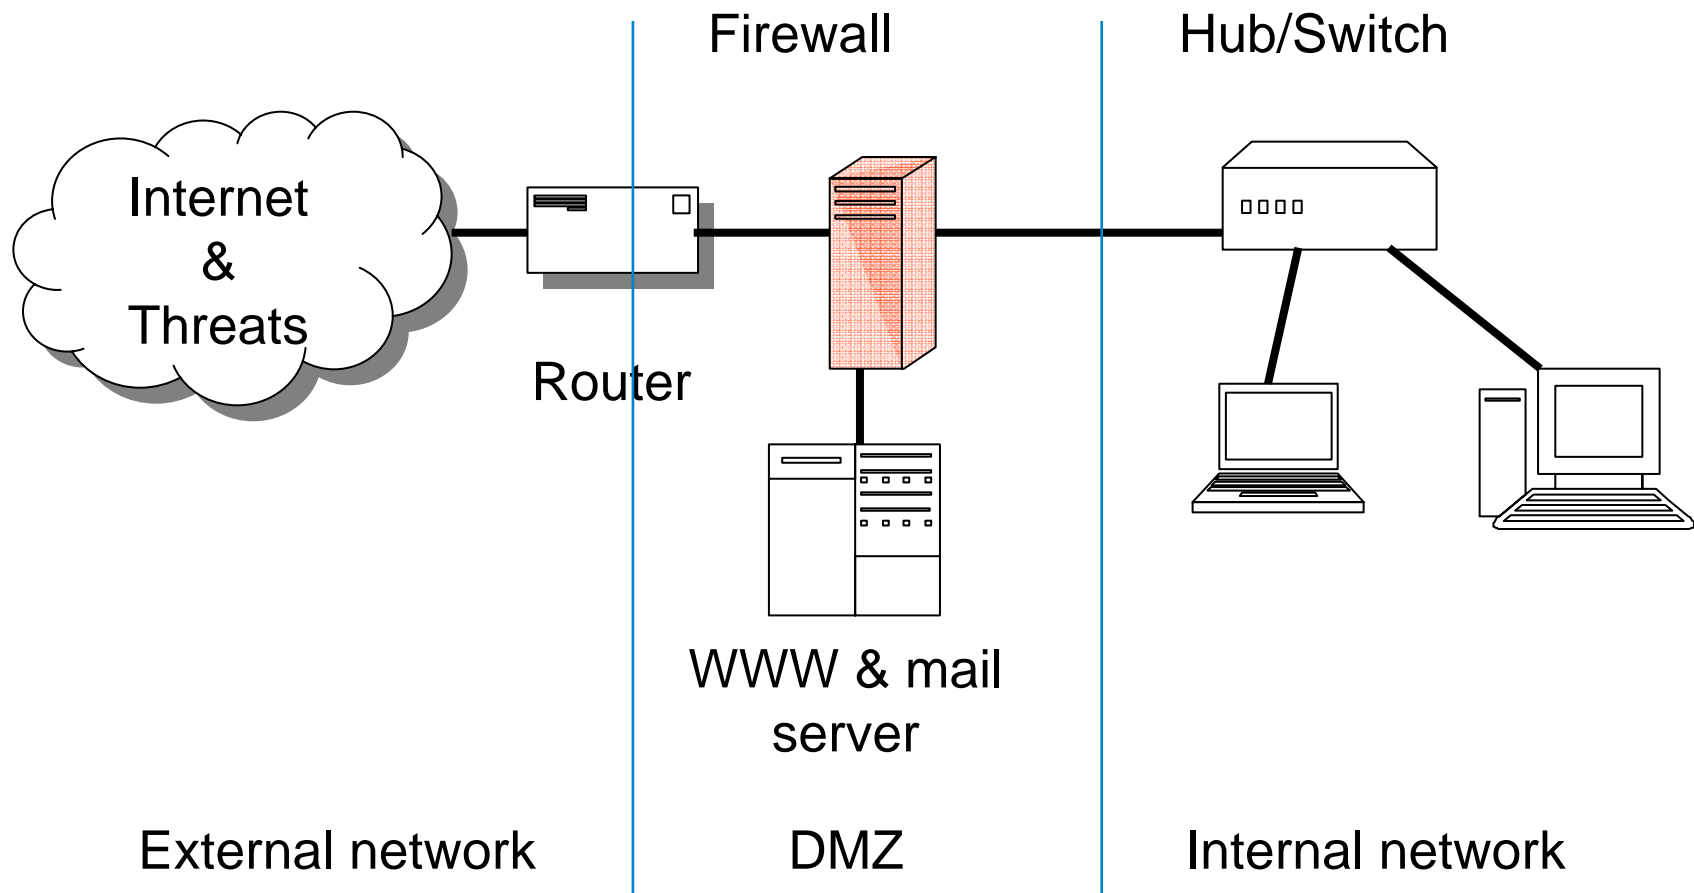 Firewall
Hub/Switch
Internet
&
Threats
Router
WWW & mail
server
External network
DMZ
Internal network